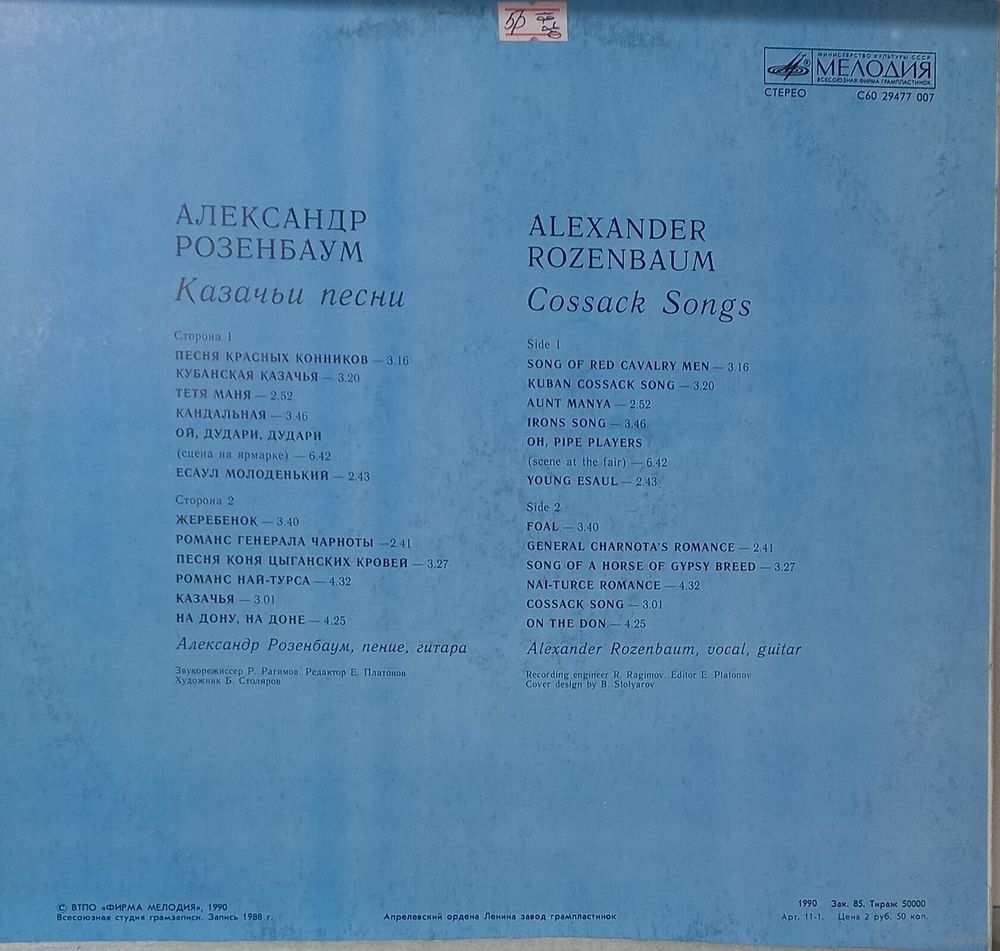 5р
МИНИСТЕРСТВО КУЛЬТУРЫ СССР
МЕЛОДИЯ
ВСЕСОЮЗНАЯ ФИРМА ГРАМПЛАСТИНОК
СТЕРЕО С60 29477 007
АЛЕКСАНДР
РОЗЕНБАУМ
Казачьи песни
Сторона 1
ПЕСНЯ КРАСНЫХ КОННИКОВ — 3.16
КУБАНСКАЯ КАЗАЧЬЯ — 3.20
ТЕТЯ МАНЯ — 2.52
КАНДАЛЬНАЯ — 3.46
ОЙ, ДУДАРИ, ДУДАРИ
(сцена на ярмарке) — 6.42
ЕСАУЛ МОЛОДЕНЬКИЙ — 2.43
Сторона 2
ЖЕРЕБЕНОК — 3.40
РОМАНС ГЕНЕРАЛА ЧАРНОТЫ —2.41
ПЕСНЯ КОНЯ ЦЫГАНСКИХ КРОВЕЙ — 3.27
РОМАНС НАЙ-ТУРСА — 4.32
КАЗАЧЬЯ — 3.01
НА ДОНУ, НА ДОНЕ — 4.25
Александр Розенбаум, пение, гитара
Звукорежиссер Р. Рагимов. Редактор Е. Платонов
Художник Б. Столяров
ALEXANDER
ROZENBAUM
Cossack Songs
Side 1
SONG OF RED CAVALRY MEN — 3.16
KUBAN COSSACK SONG — 3.20
AUNT MANYA — 2.52
IRONS SONG — 3.46
OH, PIPE PLAYERS
(scene at the fair) — 6.42
YOUNG ESAUL — 2.43
Side 2
FOAL — 3.40
GENERAL CHARNOTA'S ROMANCE — 2.41
SONG OF A HORSE OF GYPSY BREED — 3.27
NAI-TURCE ROMANCE — 4.32
COSSACK SONG — 3.01
ON THE DON — 4.25
Alexander Rozenbaum, vocal, guitar
Recording engineer R. Ragimov. Editor E. Platonov
Cover design by B. Stolyarov
© ВТПО «ФИРМА МЕЛОДИЯ», 1990
Всесоюзная студия грамзаписи. Запись 1988 г.
Апрелевский ордена Ленина завод грампластинок
1990 Зак. 85. Тираж 50000
Арт. 11-1. Цена 2 руб. 50 коп.